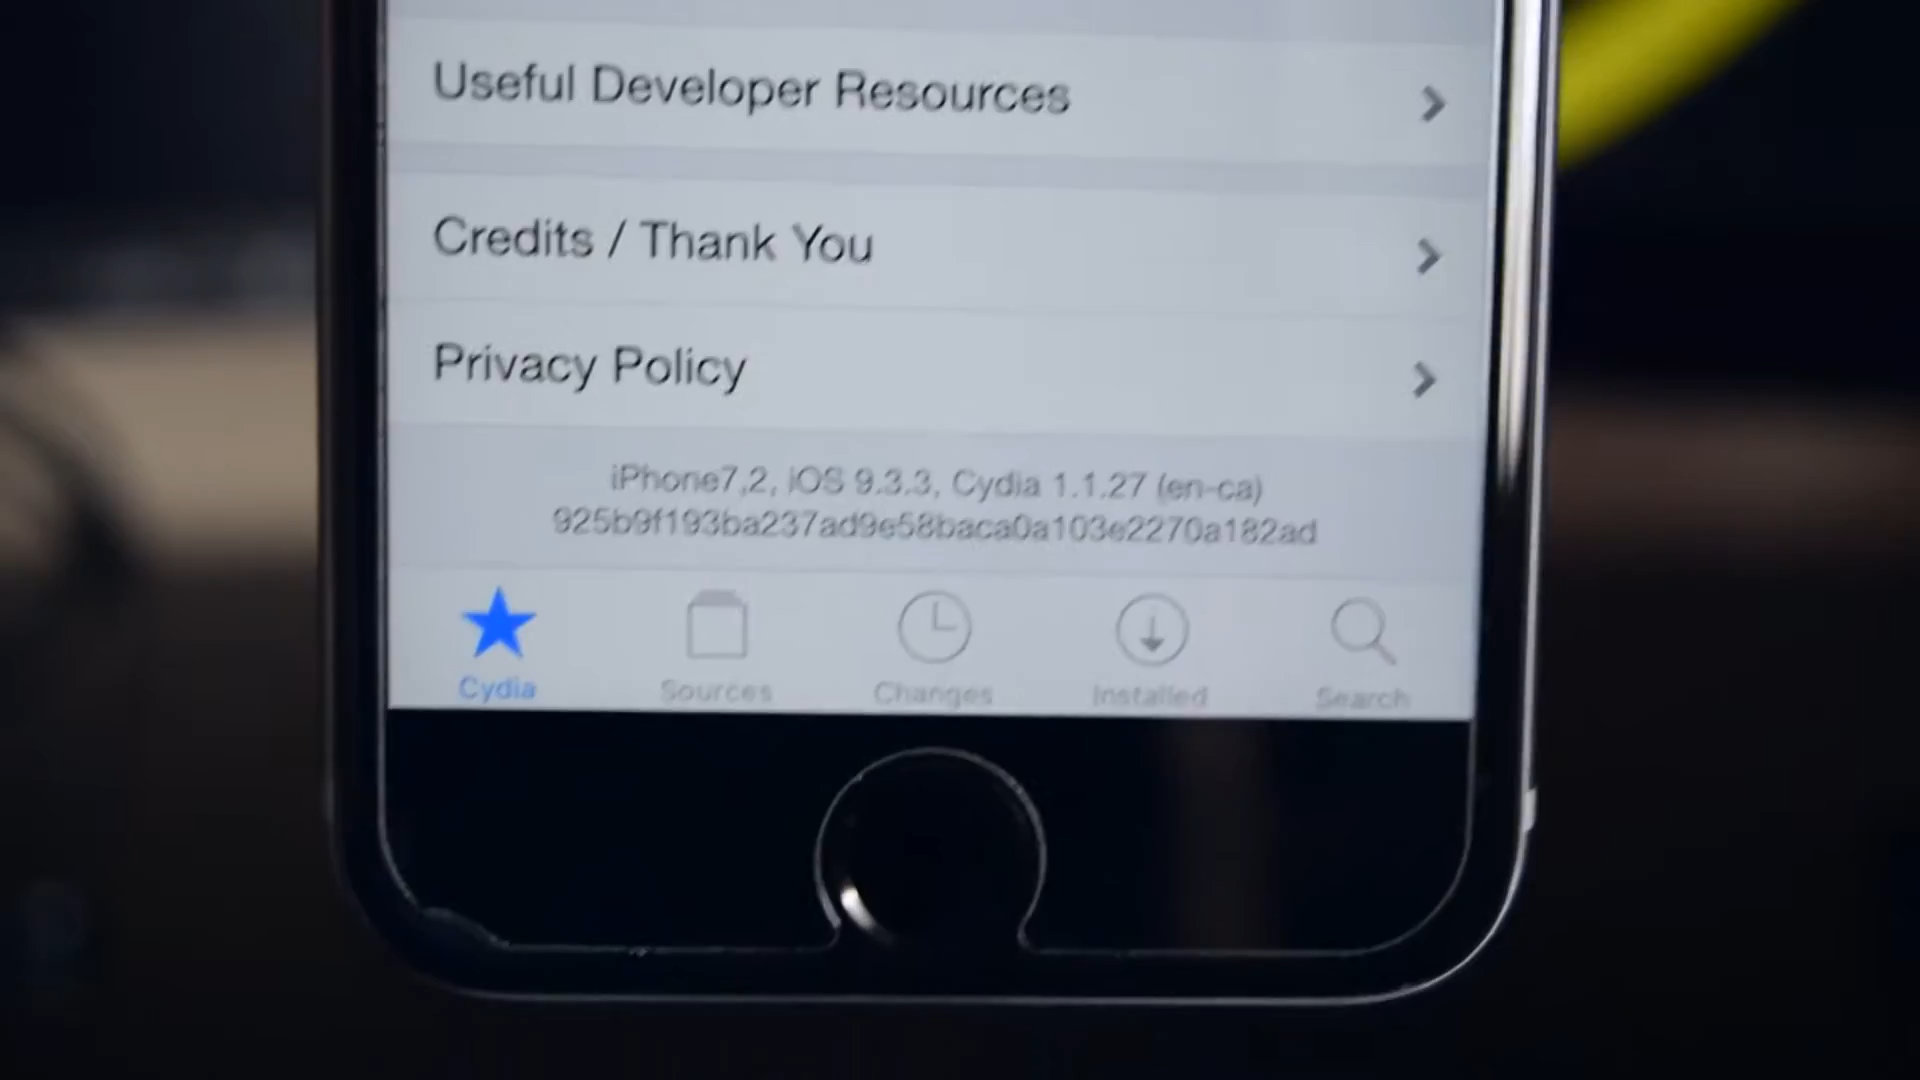 Useful Developer Resources
Credits / Thank You
Privacy Policy
iPhone7,2, iOS 9.3.3, Cydia 1.1.27 (en-ca)
925b9f193ba237ad9e58baca0a103e2270a182ad
Cydia
Sources
Changes
Installed
Search